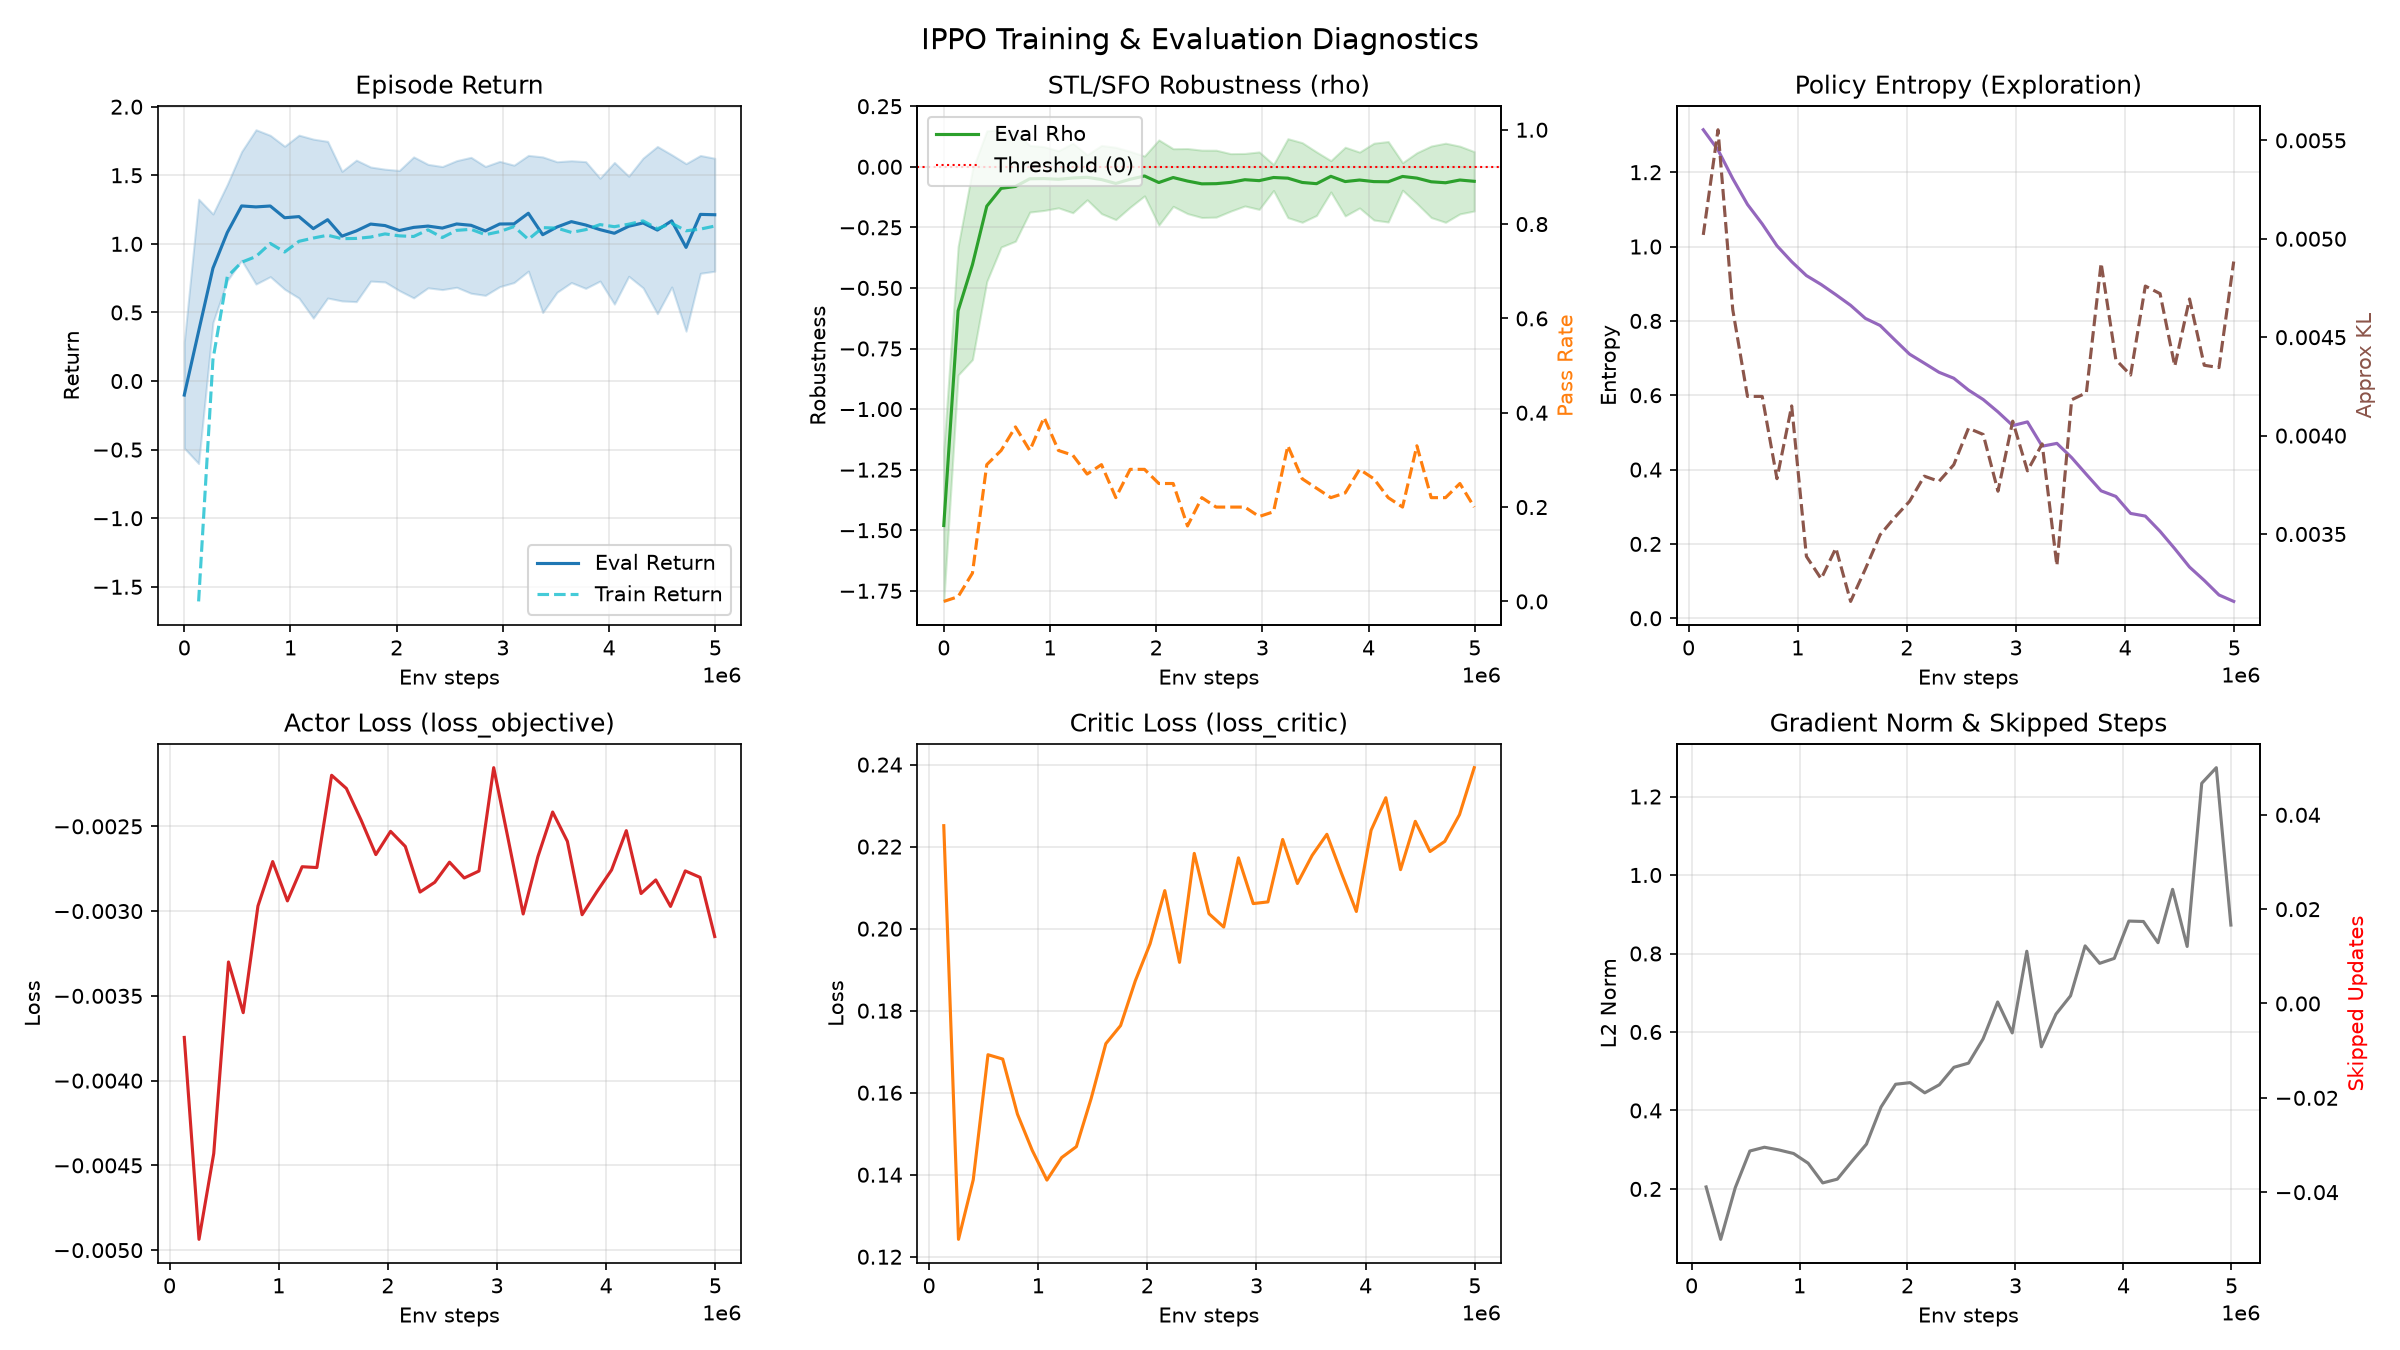 IPPO Training & Evaluation Diagnostics
Episode Return
2.0
1.5
1.0
0.5
0.0
−0.5
−1.0
−1.5
Return
Eval Return
Train Return
0 1 2 3 4 5
Env steps
1e6
STL/SFO Robustness (rho)
0.25
0.00
−0.25
−0.50
−0.75
−1.00
−1.25
−1.50
−1.75
Robustness
Eval Rho
Threshold (0)
1.0
0.8
0.6
0.4
0.2
0.0
Pass Rate
0 1 2 3 4 5
Env steps
1e6
Policy Entropy (Exploration)
1.2
1.0
0.8
0.6
0.4
0.2
0.0
Entropy
0.0055
0.0050
0.0045
0.0040
0.0035
Approx KL
0 1 2 3 4 5
Env steps
1e6
Actor Loss (loss_objective)
−0.0025
−0.0030
−0.0035
−0.0040
−0.0045
−0.0050
Loss
0 1 2 3 4 5
Env steps
1e6
Critic Loss (loss_critic)
0.24
0.22
0.20
0.18
0.16
0.14
0.12
Loss
0 1 2 3 4 5
Env steps
1e6
Gradient Norm & Skipped Steps
1.2
1.0
0.8
0.6
0.4
0.2
L2 Norm
0.04
0.02
0.00
−0.02
−0.04
Skipped Updates
0 1 2 3 4 5
Env steps
1e6